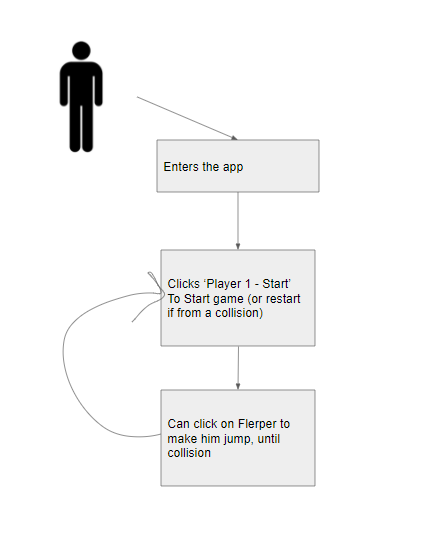 Enters the app
Clicks ‘Player 1 - Start’
To Start game (or restart
if from a collision)
Can click on Flerper to
make him jump, until
collision